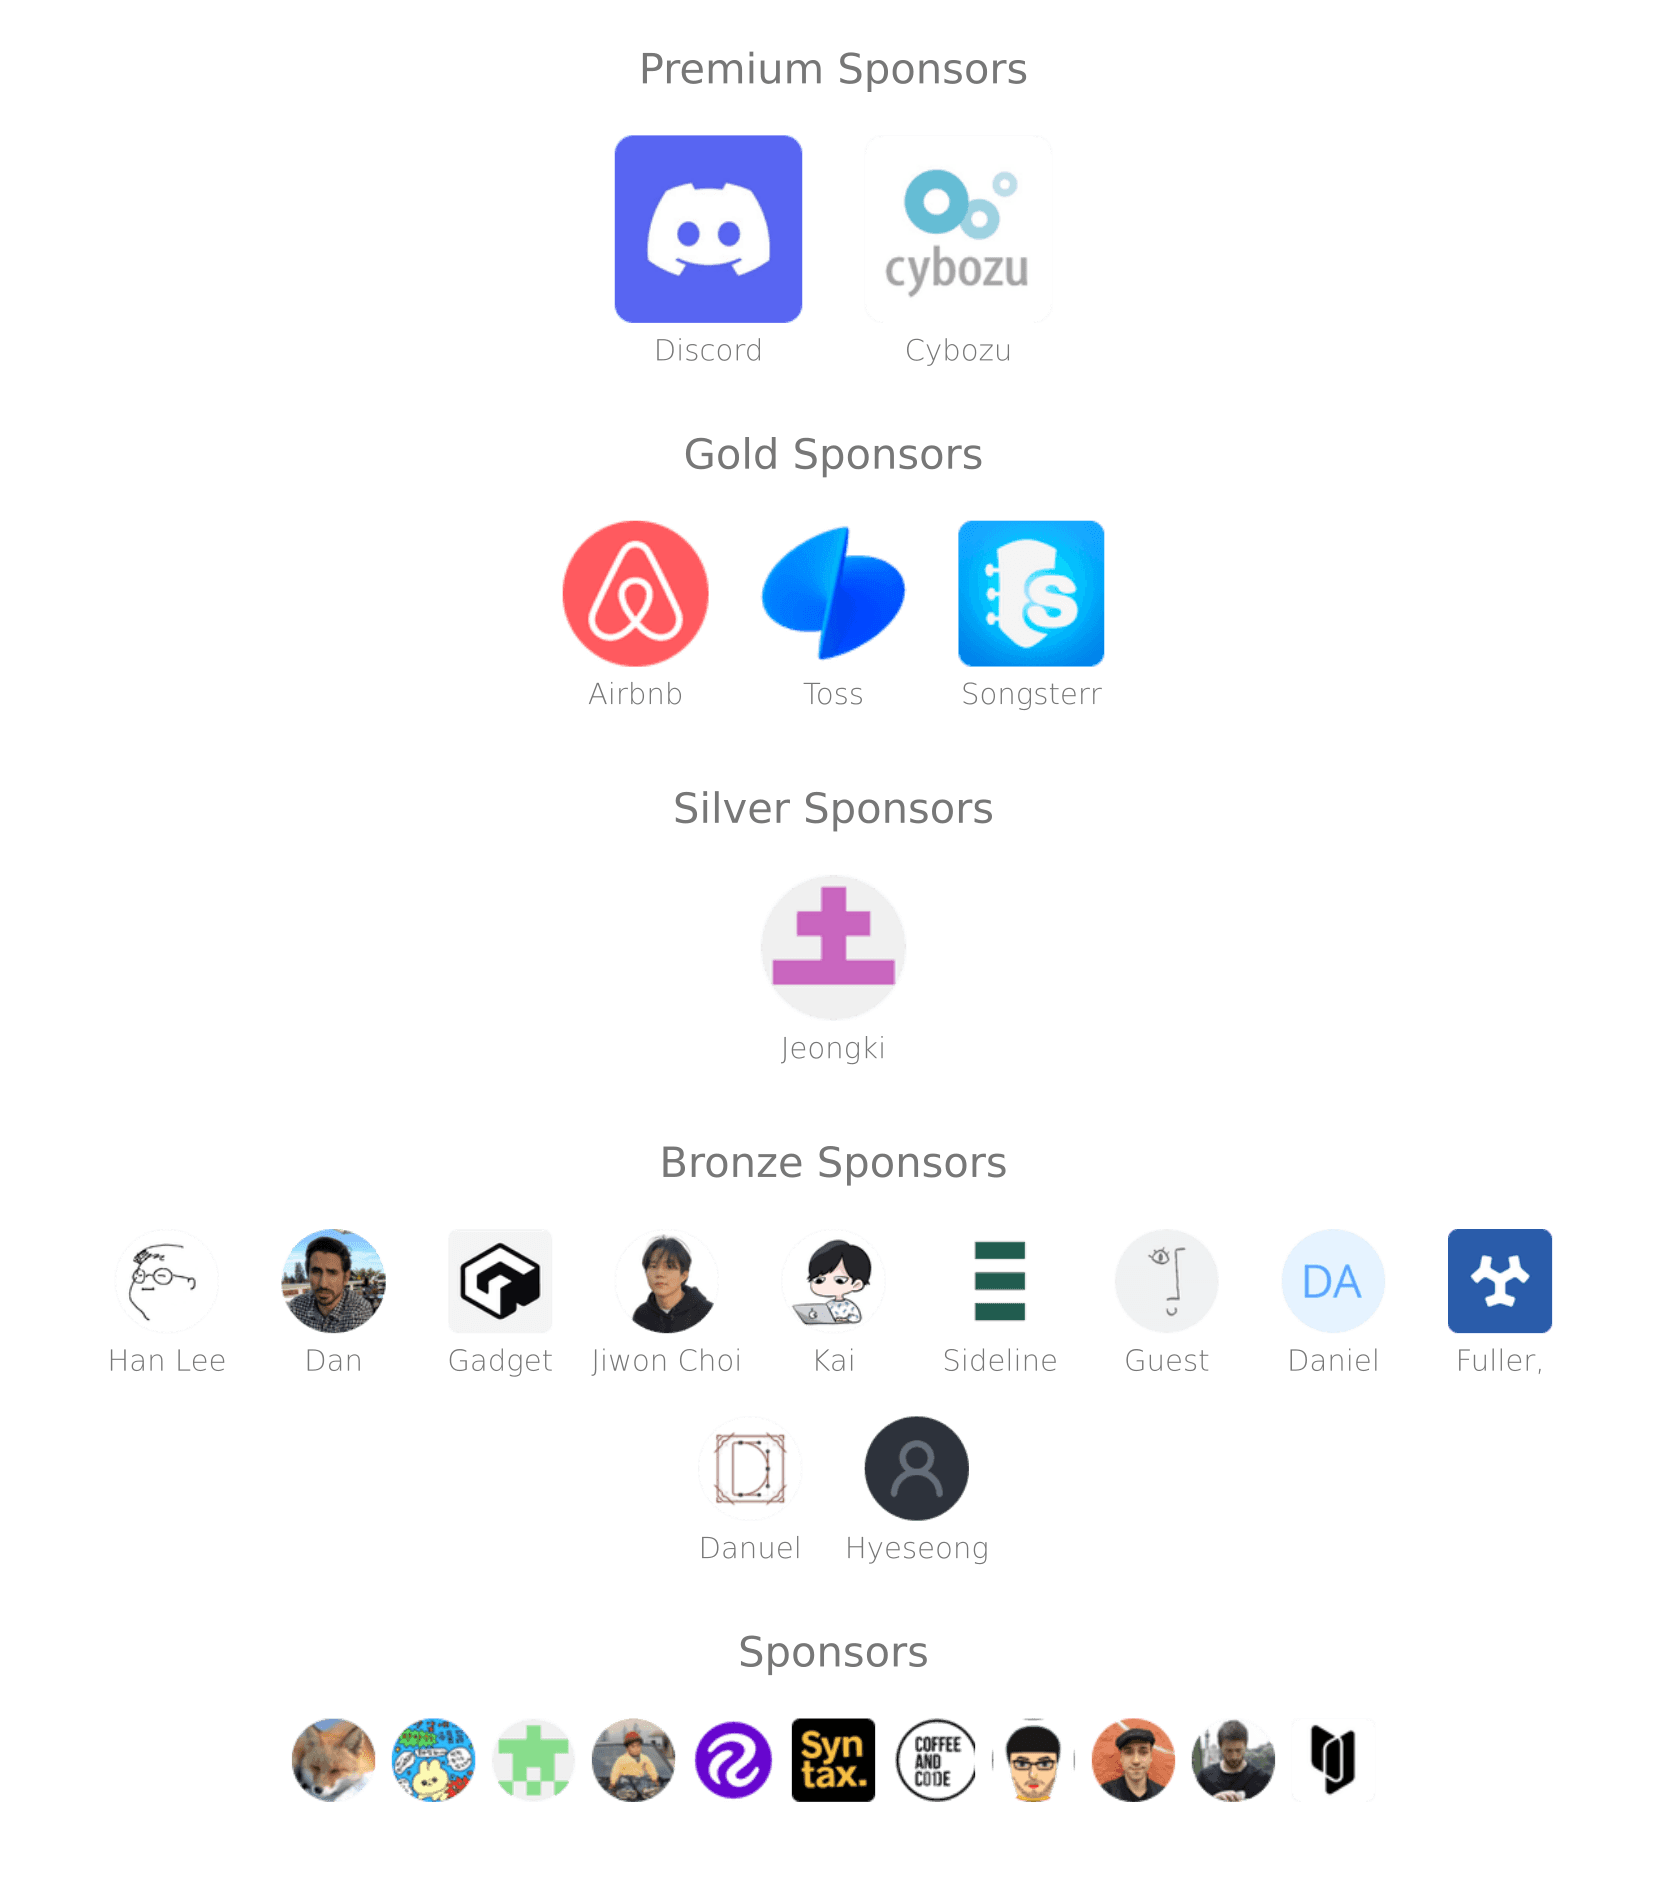 Premium Sponsors
cybozu
Discord Cybozu
Gold Sponsors
S
Airbnb Toss Songsterr
Silver Sponsors
Jeongki
Bronze Sponsors
DA
Han Lee Dan Gadget Jiwon Choi Kai Sideline Guest Daniel Fuller,
D
Danuel Hyeseong
Sponsors
Syn
tax.
COFFEE
AND
CODE